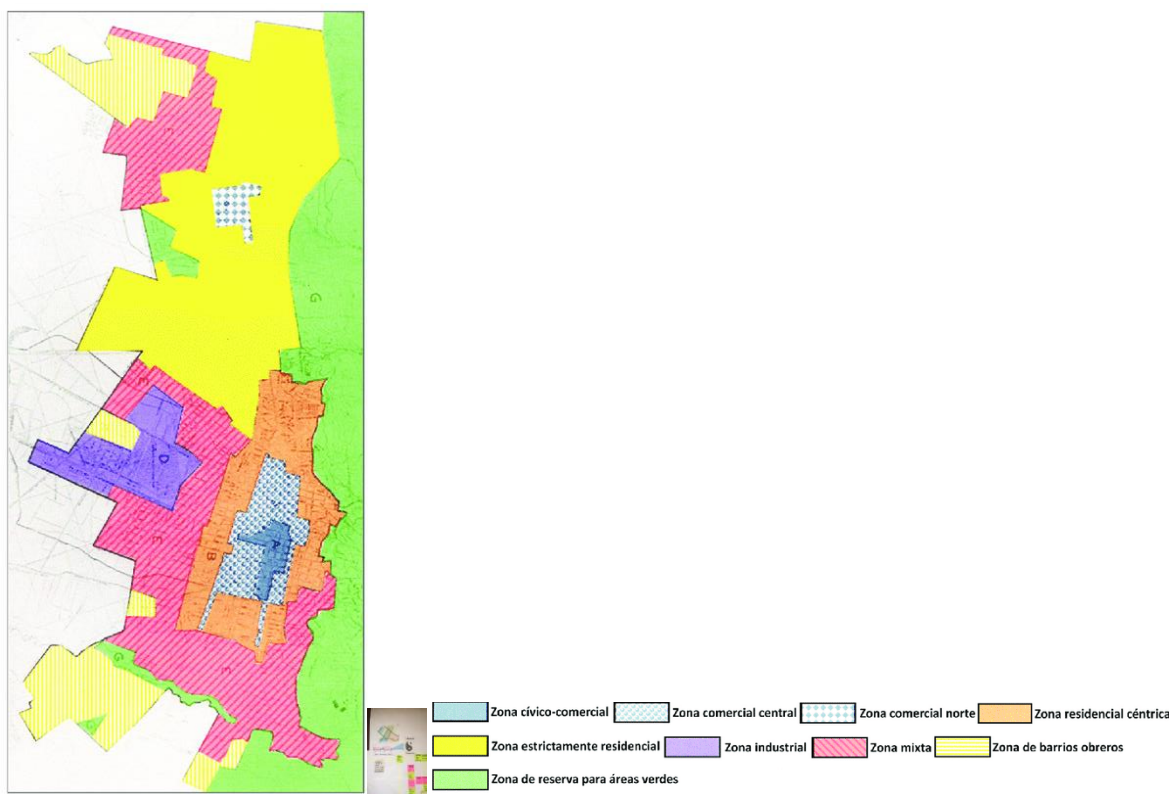 E
G
E
D
E
B
A
G
E
Zona cívico-comercial
Zona comercial central
Zona comercial norte
Zona residencial céntrica
Zona estrictamente residencial
Zona industrial
Zona mixta
Zona de barrios obreros
Zona de reserva para áreas verdes